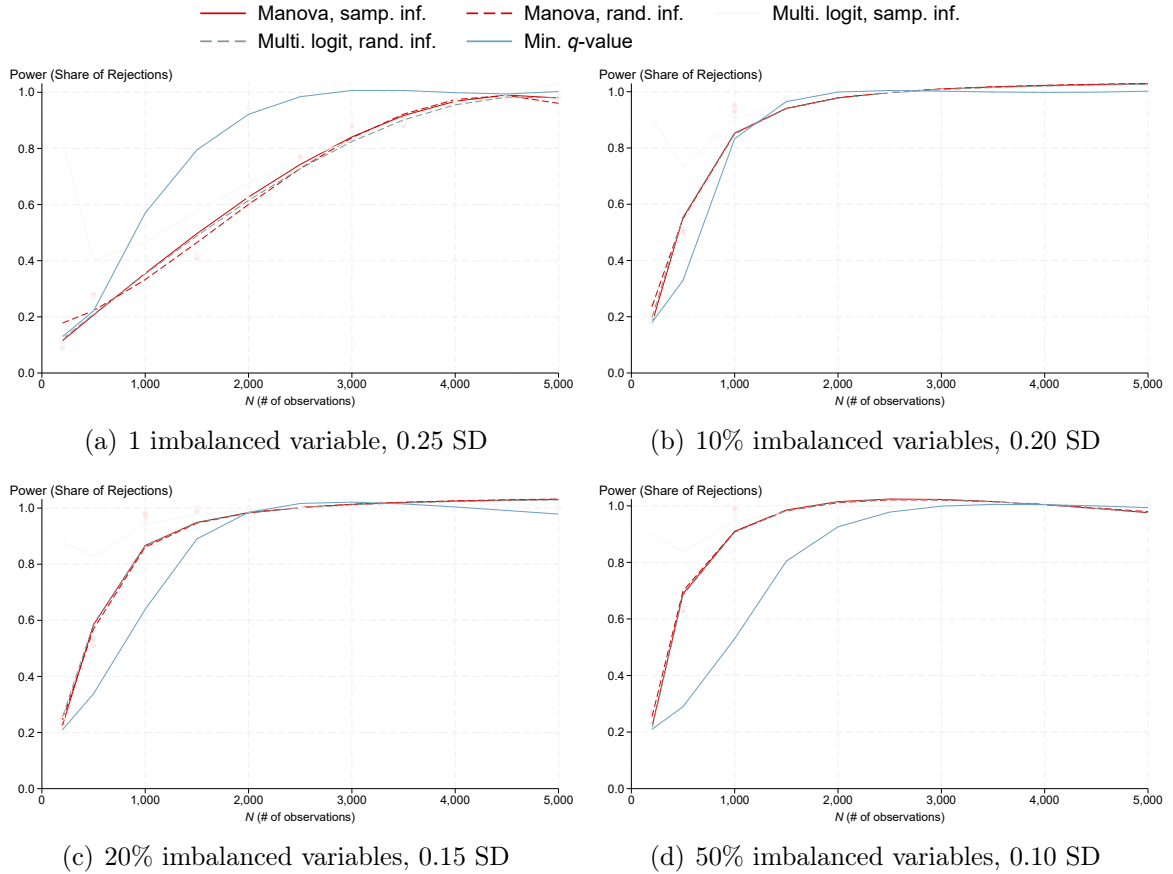 Manova, samp. inf. Manova, rand. inf. Multi. logit, samp. inf.
Multi. logit, rand. inf. Min. q-value
Power (Share of Rejections)
1.0
0.8
0.6
0.4
0.2
0.0
0 1,000 2,000 3,000 4,000 5,000
N (# of observations)
(a) 1 imbalanced variable, 0.25 SD
Power (Share of Rejections)
1.0
0.8
0.6
0.4
0.2
0.0
0 1,000 2,000 3,000 4,000 5,000
N (# of observations)
(b) 10% imbalanced variables, 0.20 SD
Power (Share of Rejections)
1.0
0.8
0.6
0.4
0.2
0.0
0 1,000 2,000 3,000 4,000 5,000
N (# of observations)
(c) 20% imbalanced variables, 0.15 SD
Power (Share of Rejections)
1.0
0.8
0.6
0.4
0.2
0.0
0 1,000 2,000 3,000 4,000 5,000
N (# of observations)
(d) 50% imbalanced variables, 0.10 SD